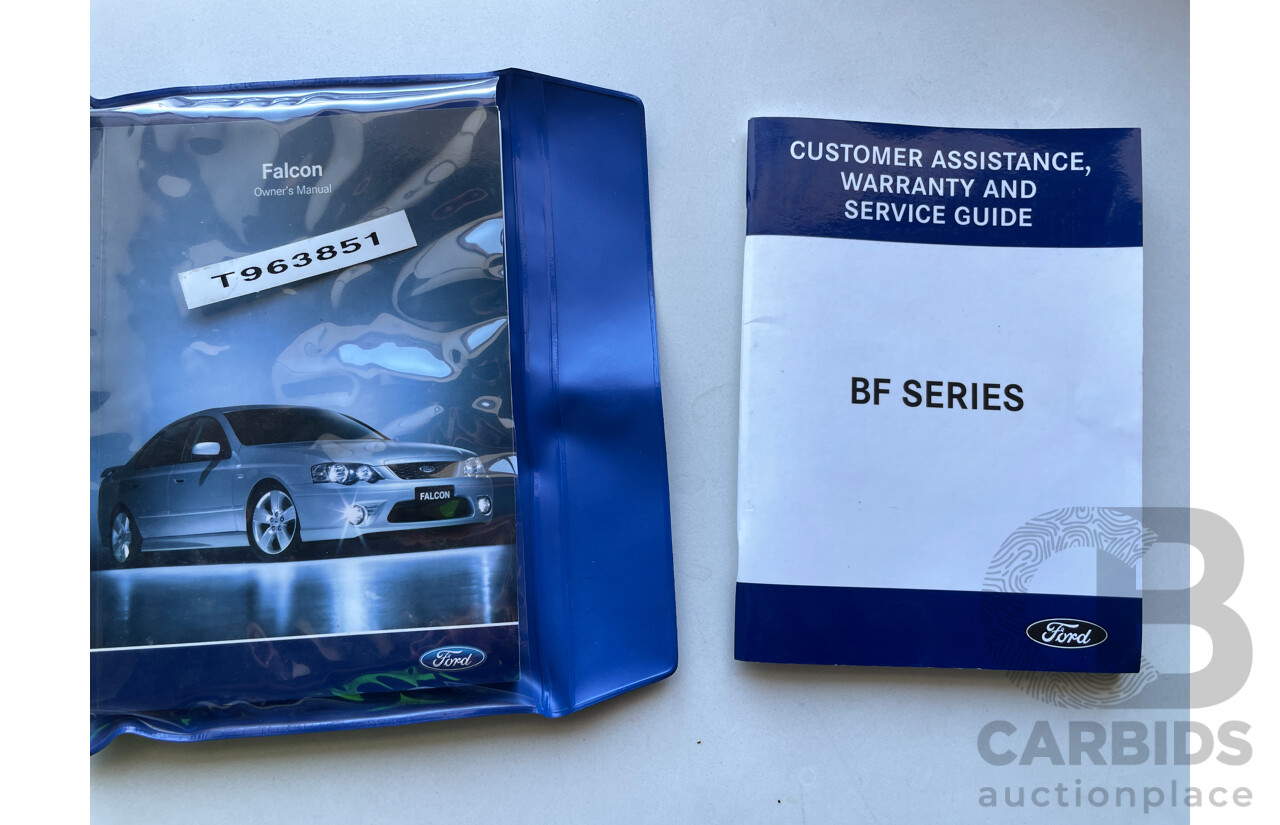 Falcon
Owner's Manual
T963851
FALCON
Ford
CUSTOMER ASSISTANCE,
WARRANTY AND
SERVICE GUIDE
BF SERIES
Ford
CARBIDS
auctionplace